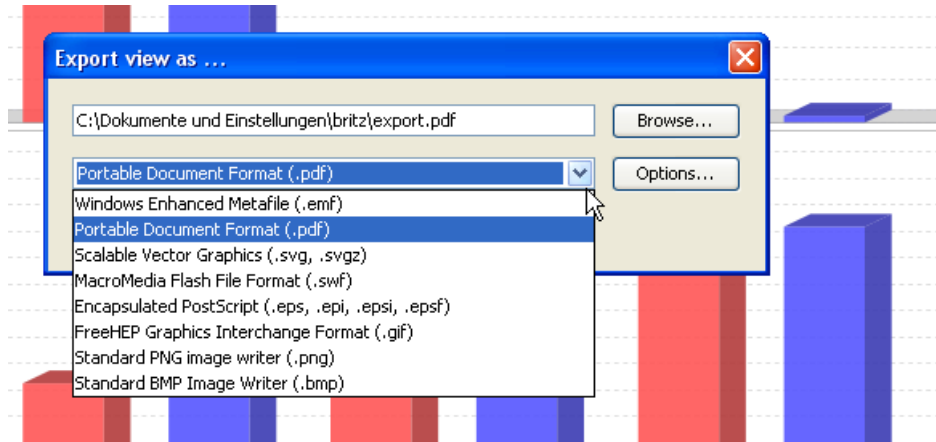 Export view as ...
C:\Dokumente und Einstellungen\britz\export.pdf
Browse...
Portable Document Format (.pdf)
Options...
Windows Enhanced Metafile (.emf)
Portable Document Format (.pdf)
Scalable Vector Graphics (.svg, .svgz)
MacroMedia Flash File Format (.swf)
Encapsulated PostScript (.eps, .epi, .epsi, .epsf)
FreeHEP Graphics Interchange Format (.gif)
Standard PNG image writer (.png)
Standard BMP Image Writer (.bmp)